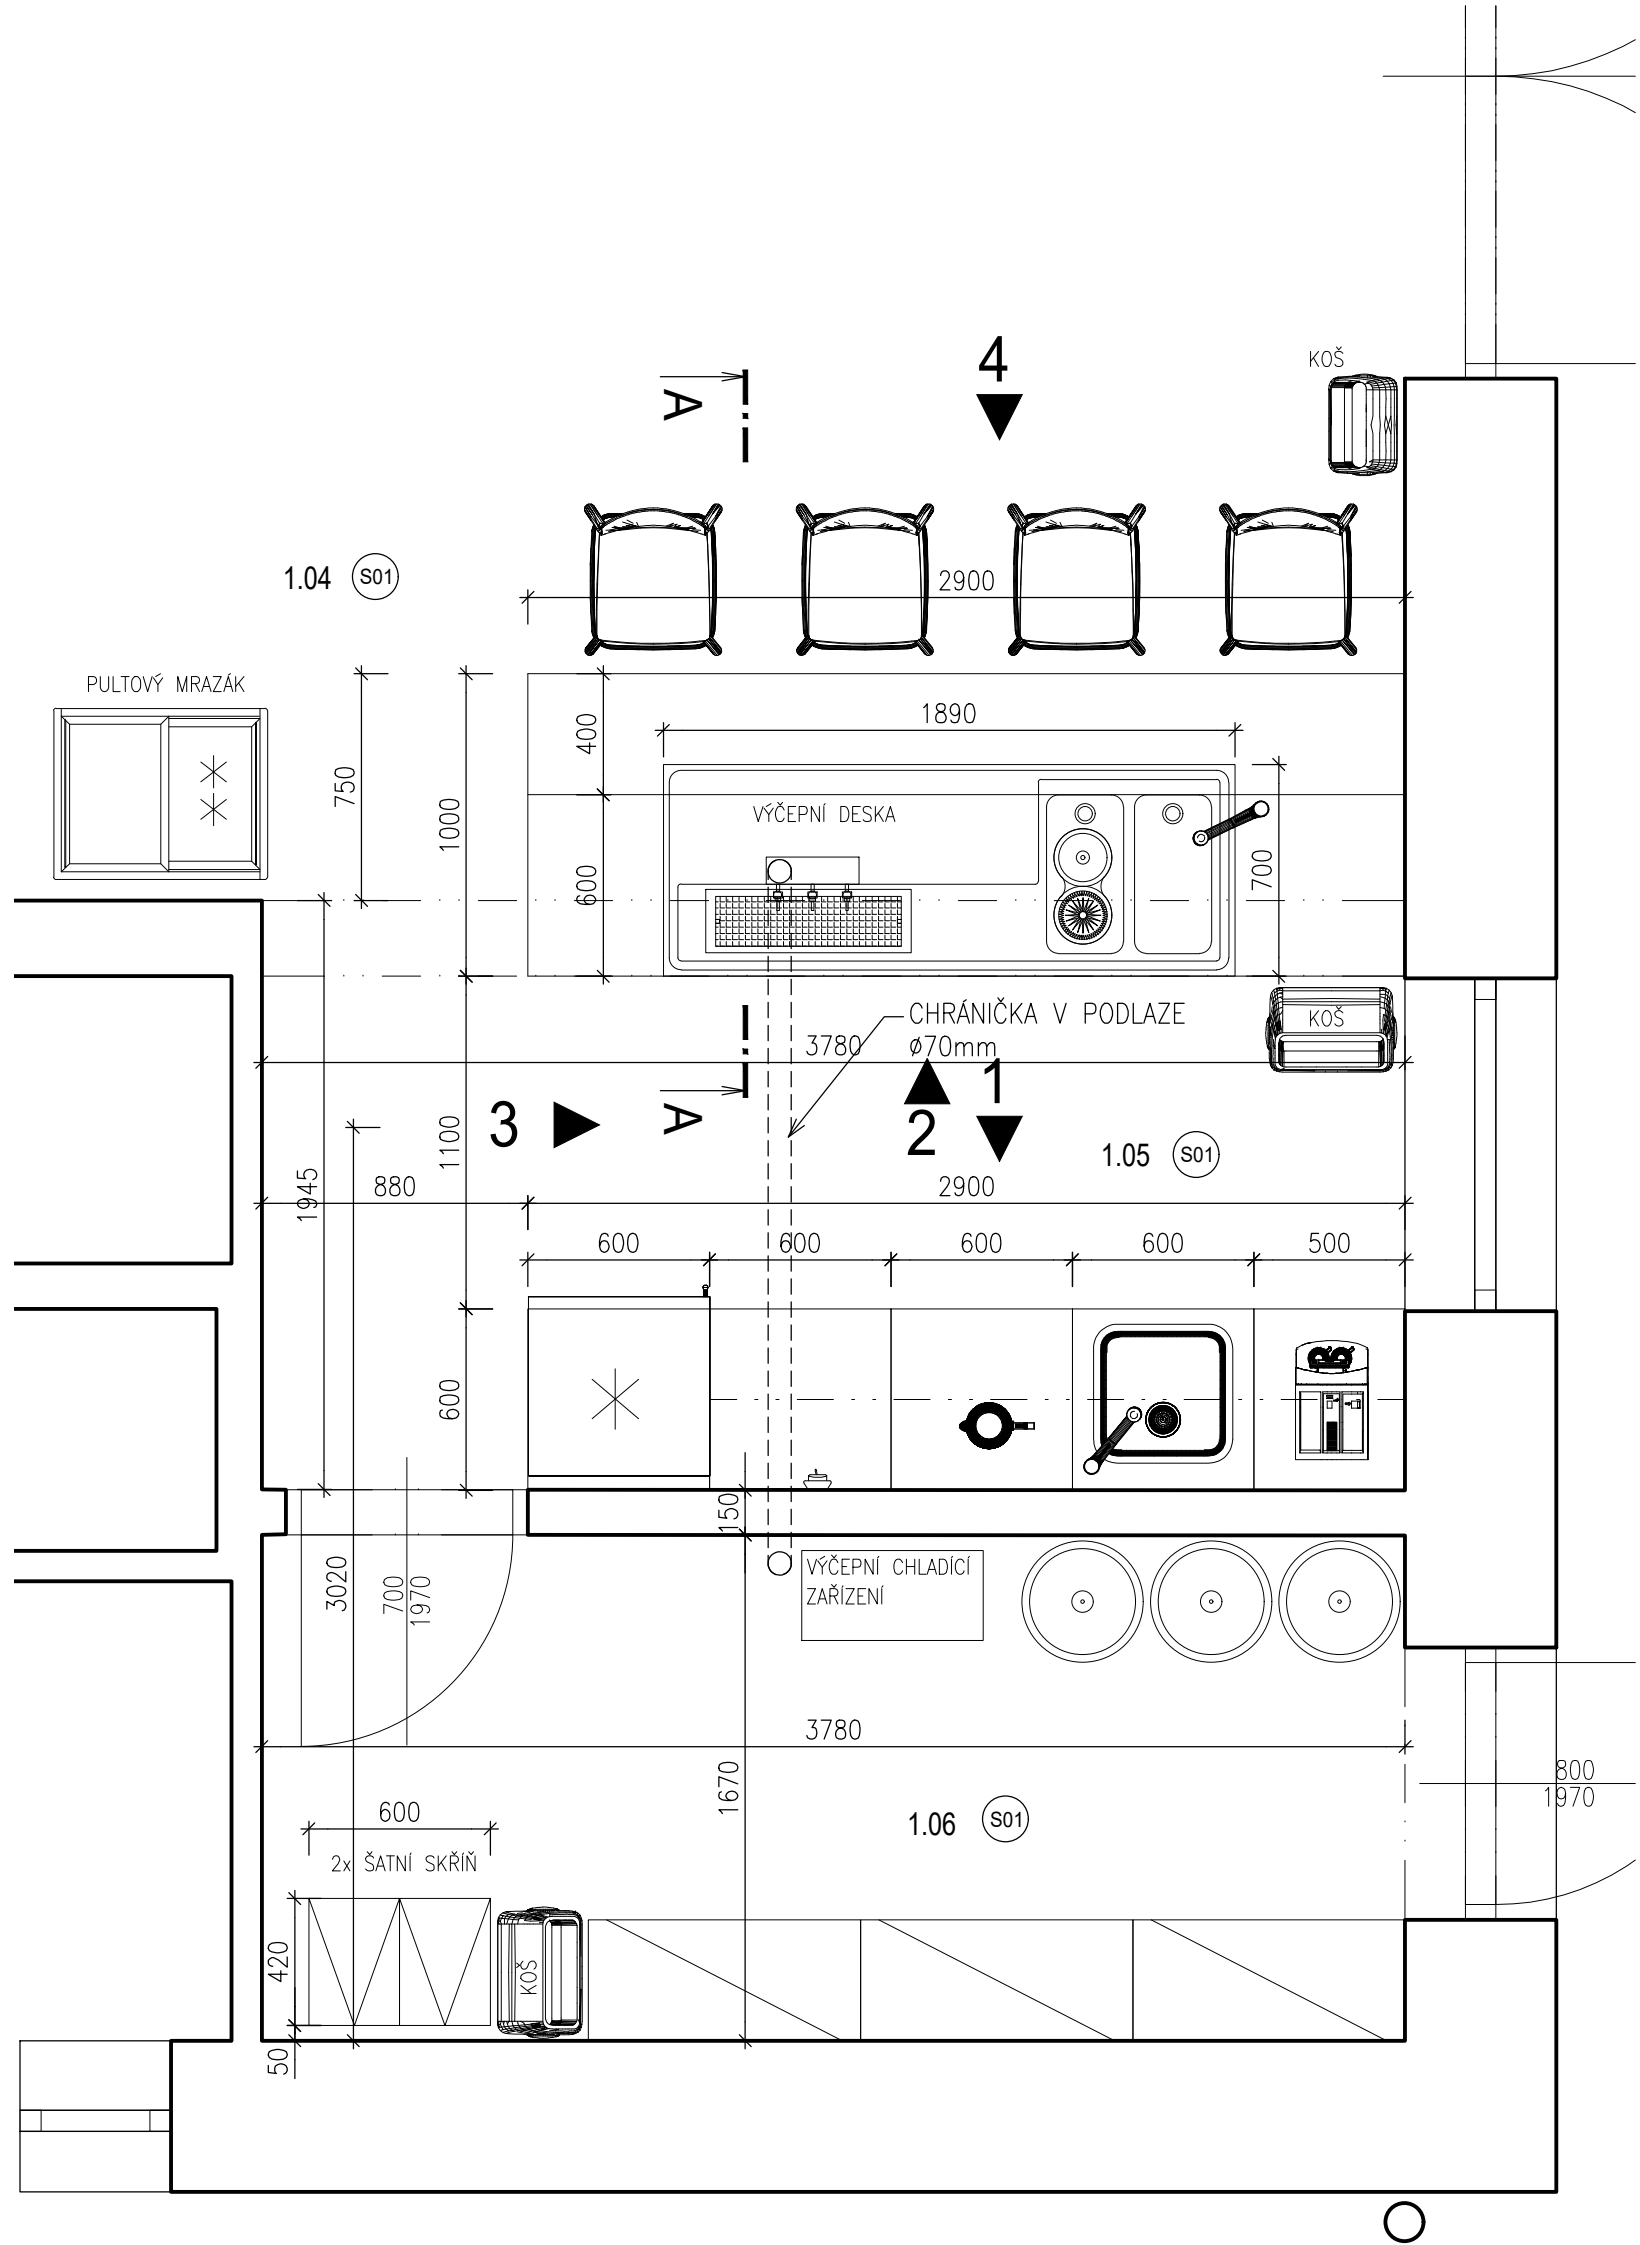 4
KOŠ
A
2900
1.04 S01
PULTOVÝ MRAZÁK
750
1000
400
600
1890
700
VÝČEPNÍ DESKA
CHRÁNIČKA V PODLAZE
ø70mm
KOŠ
3780
1
2
3
A
1.05 S01
1945
1100
880
2900
600
600
600
600
500
600
150
3020
700
1970
VÝČEPNÍ CHLADÍCÍ
ZAŘÍZENÍ
3780
1670
800
1970
600
1.06 S01
2x ŠATNÍ SKŘÍŇ
420
KOŠ
50